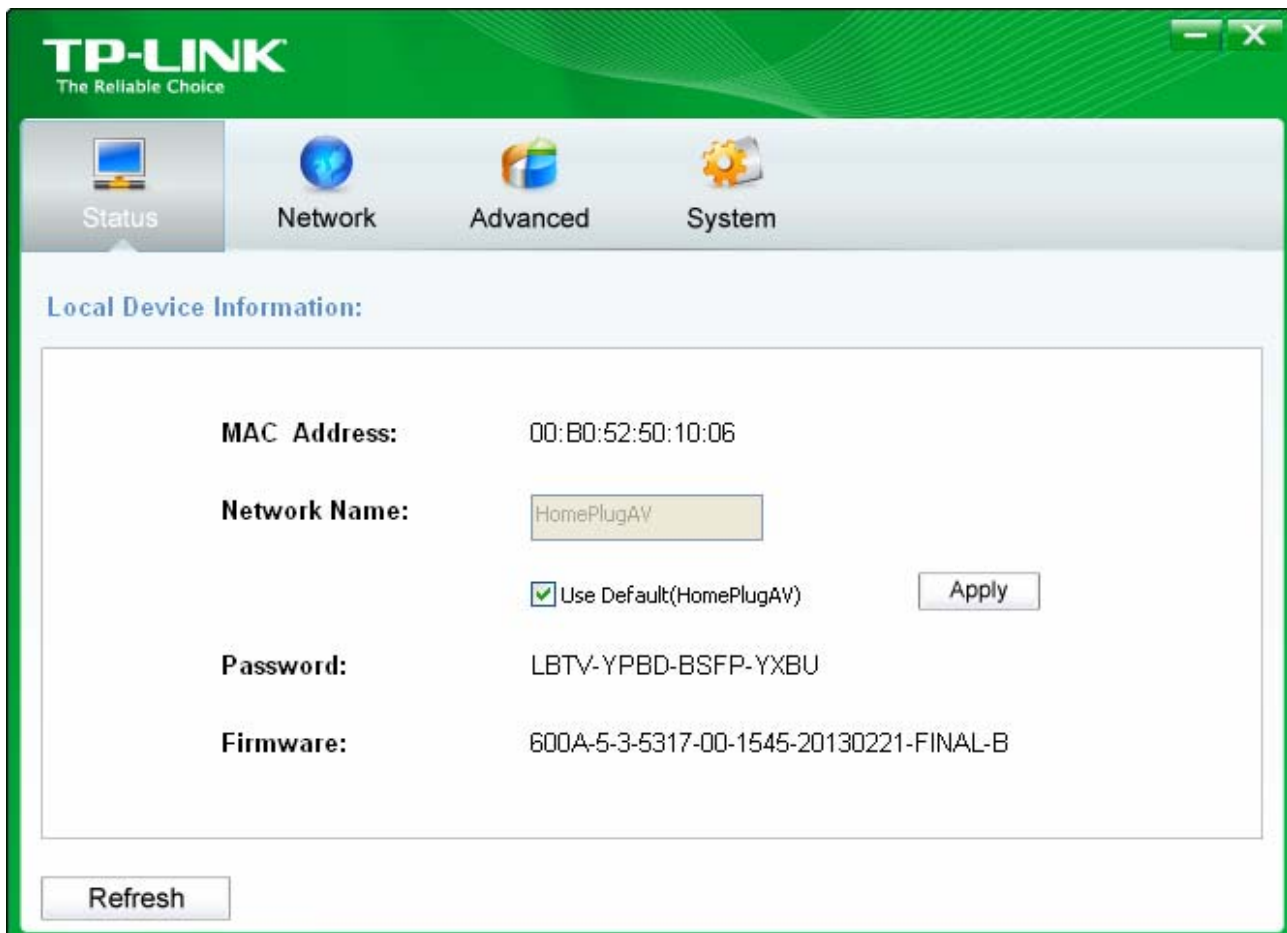 TP-LINK
The Reliable Choice
Status Network Advanced System
Local Device Information:
MAC Address: 00:B0:52:50:10:06
Network Name: HomePlugAV
Use Default(HomePlugAV) Apply
Password: LBTV-YPBD-BSFP-YXBU
Firmware: 600A-5-3-5317-00-1545-20130221-FINAL-B
Refresh